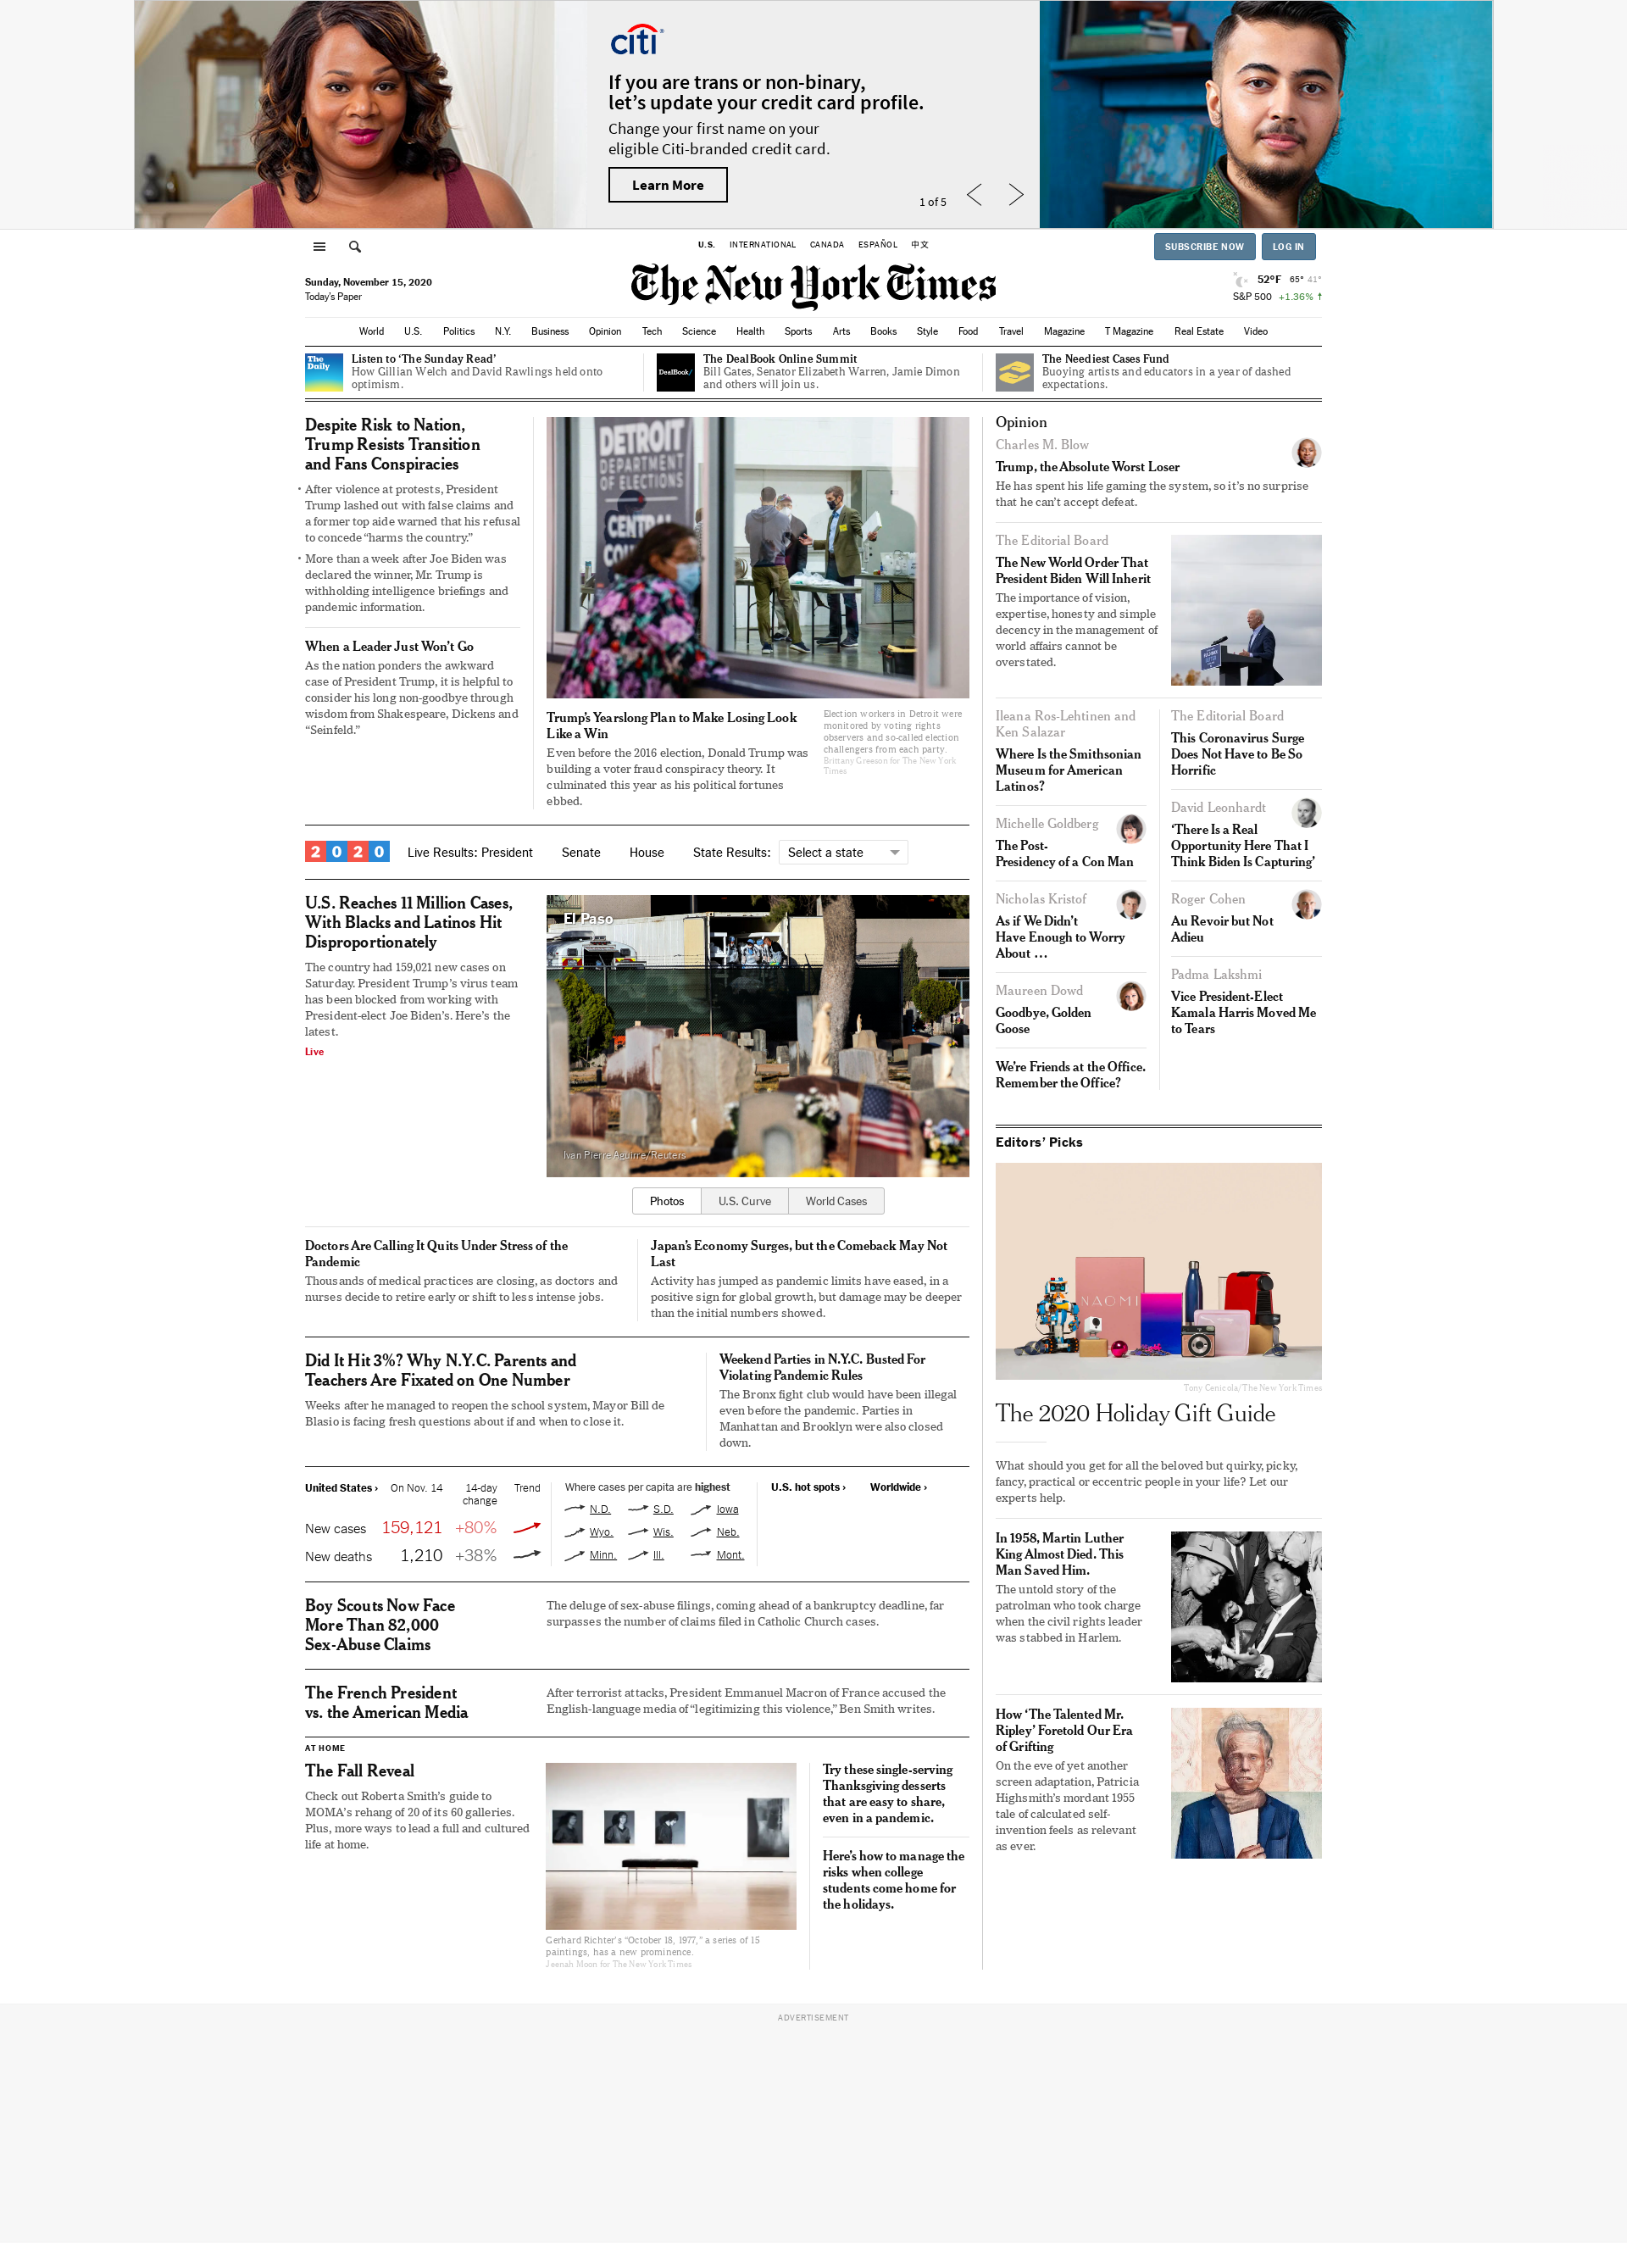 citi
If you are trans or non-binary,
let's update your credit card profile.
Change your first name on your
eligible Citi-branded credit card.
Learn More
1 of 5
U.S. INTERNATIONAL CANADA ESPAÑOL 中文
SUBSCRIBE NOW LOG IN
Sunday, November 15, 2020
Today's Paper
The New York Times
52°F 65° 41°
S&P 500 +1.36% ↑
World U.S. Politics N.Y. Business Opinion Tech Science Health Sports Arts Books Style Food Travel Magazine T Magazine Real Estate Video
The Daily
Listen to ‘The Sunday Read’
How Gillian Welch and David Rawlings held onto
optimism.
DealBook/
The DealBook Online Summit
Bill Gates, Senator Elizabeth Warren, Jamie Dimon
and others will join us.
The Neediest Cases Fund
Buoying artists and educators in a year of dashed
expectations.
Despite Risk to Nation,
Trump Resists Transition
and Fans Conspiracies
• After violence at protests, President
Trump lashed out with false claims and
a former top aide warned that his refusal
to concede “harms the country.”
• More than a week after Joe Biden was
declared the winner, Mr. Trump is
withholding intelligence briefings and
pandemic information.
When a Leader Just Won’t Go
As the nation ponders the awkward
case of President Trump, it is helpful to
consider his long non-goodbye through
wisdom from Shakespeare, Dickens and
“Seinfeld.”
DETROIT
DEPARTMENT
OF ELECTIONS
CENTRAL
Trump’s Yearslong Plan to Make Losing Look
Like a Win
Even before the 2016 election, Donald Trump was
building a voter fraud conspiracy theory. It
culminated this year as his political fortunes
ebbed.
Election workers in Detroit were
monitored by voting rights
observers and so-called election
challengers from each party.
Brittany Greeson for The New York
Times
2020 Live Results: President Senate House State Results: Select a state
U.S. Reaches 11 Million Cases,
With Blacks and Latinos Hit
Disproportionately
The country had 159,021 new cases on
Saturday. President Trump’s virus team
has been blocked from working with
President-elect Joe Biden’s. Here’s the
latest.
Live
El Paso
Ivan Pierre Aguirre/Reuters
Photos U.S. Curve World Cases
Doctors Are Calling It Quits Under Stress of the
Pandemic
Thousands of medical practices are closing, as doctors and
nurses decide to retire early or shift to less intense jobs.
Japan’s Economy Surges, but the Comeback May Not
Last
Activity has jumped as pandemic limits have eased, in a
positive sign for global growth, but damage may be deeper
than the initial numbers showed.
Did It Hit 3%? Why N.Y.C. Parents and
Teachers Are Fixated on One Number
Weeks after he managed to reopen the school system, Mayor Bill de
Blasio is facing fresh questions about if and when to close it.
Weekend Parties in N.Y.C. Busted For
Violating Pandemic Rules
The Bronx fight club would have been illegal
even before the pandemic. Parties in
Manhattan and Brooklyn were also closed
down.
United States › On Nov. 14 14-day
change Trend
New cases 159,121 +80%
New deaths 1,210 +38%
Where cases per capita are highest
N.D. S.D. Iowa
Wyo. Wis. Neb.
Minn. Ill. Mont.
U.S. hot spots › Worldwide ›
Boy Scouts Now Face
More Than 82,000
Sex-Abuse Claims
The deluge of sex-abuse filings, coming ahead of a bankruptcy deadline, far
surpasses the number of claims filed in Catholic Church cases.
The French President
vs. the American Media
After terrorist attacks, President Emmanuel Macron of France accused the
English-language media of “legitimizing this violence,” Ben Smith writes.
AT HOME
The Fall Reveal
Check out Roberta Smith’s guide to
MOMA’s rehang of 20 of its 60 galleries.
Plus, more ways to lead a full and cultured
life at home.
Gerhard Richter’s “October 18, 1977,” a series of 15
paintings, has a new prominence.
Jeenah Moon for The New York Times
Try these single-serving
Thanksgiving desserts
that are easy to share,
even in a pandemic.
Here’s how to manage the
risks when college
students come home for
the holidays.
Opinion
Charles M. Blow
Trump, the Absolute Worst Loser
He has spent his life gaming the system, so it’s no surprise
that he can’t accept defeat.
The Editorial Board
The New World Order That
President Biden Will Inherit
The importance of vision,
expertise, honesty and simple
decency in the management of
world affairs cannot be
overstated.
Ileana Ros-Lehtinen and
Ken Salazar
Where Is the Smithsonian
Museum for American
Latinos?
Michelle Goldberg
The Post-
Presidency of a Con Man
Nicholas Kristof
As if We Didn’t
Have Enough to Worry
About …
Maureen Dowd
Goodbye, Golden
Goose
We’re Friends at the Office.
Remember the Office?
The Editorial Board
This Coronavirus Surge
Does Not Have to Be So
Horrific
David Leonhardt
‘There Is a Real
Opportunity Here That I
Think Biden Is Capturing’
Roger Cohen
Au Revoir but Not
Adieu
Padma Lakshmi
Vice President-Elect
Kamala Harris Moved Me
to Tears
Editors’ Picks
NAOMI
Tony Cenicola/The New York Times
The 2020 Holiday Gift Guide
What should you get for all the beloved but quirky, picky,
fancy, practical or eccentric people in your life? Let our
experts help.
In 1958, Martin Luther
King Almost Died. This
Man Saved Him.
The untold story of the
patrolman who took charge
when the civil rights leader
was stabbed in Harlem.
How ‘The Talented Mr.
Ripley’ Foretold Our Era
of Grifting
On the eve of yet another
screen adaptation, Patricia
Highsmith’s mordant 1955
tale of calculated self-
invention feels as relevant
as ever.
ADVERTISEMENT